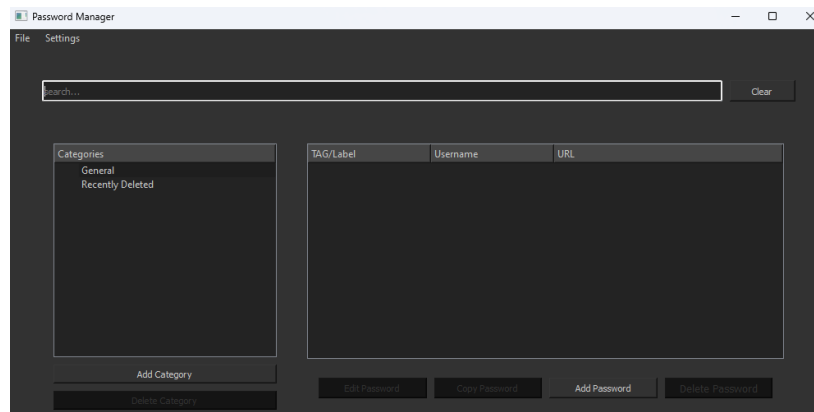 Password Manager
File Settings
Search...
Clear
Categories
General
Recently Deleted
TAG/Label Username URL
Add Category
Delete Category
Edit Password Copy Password Add Password Delete Password